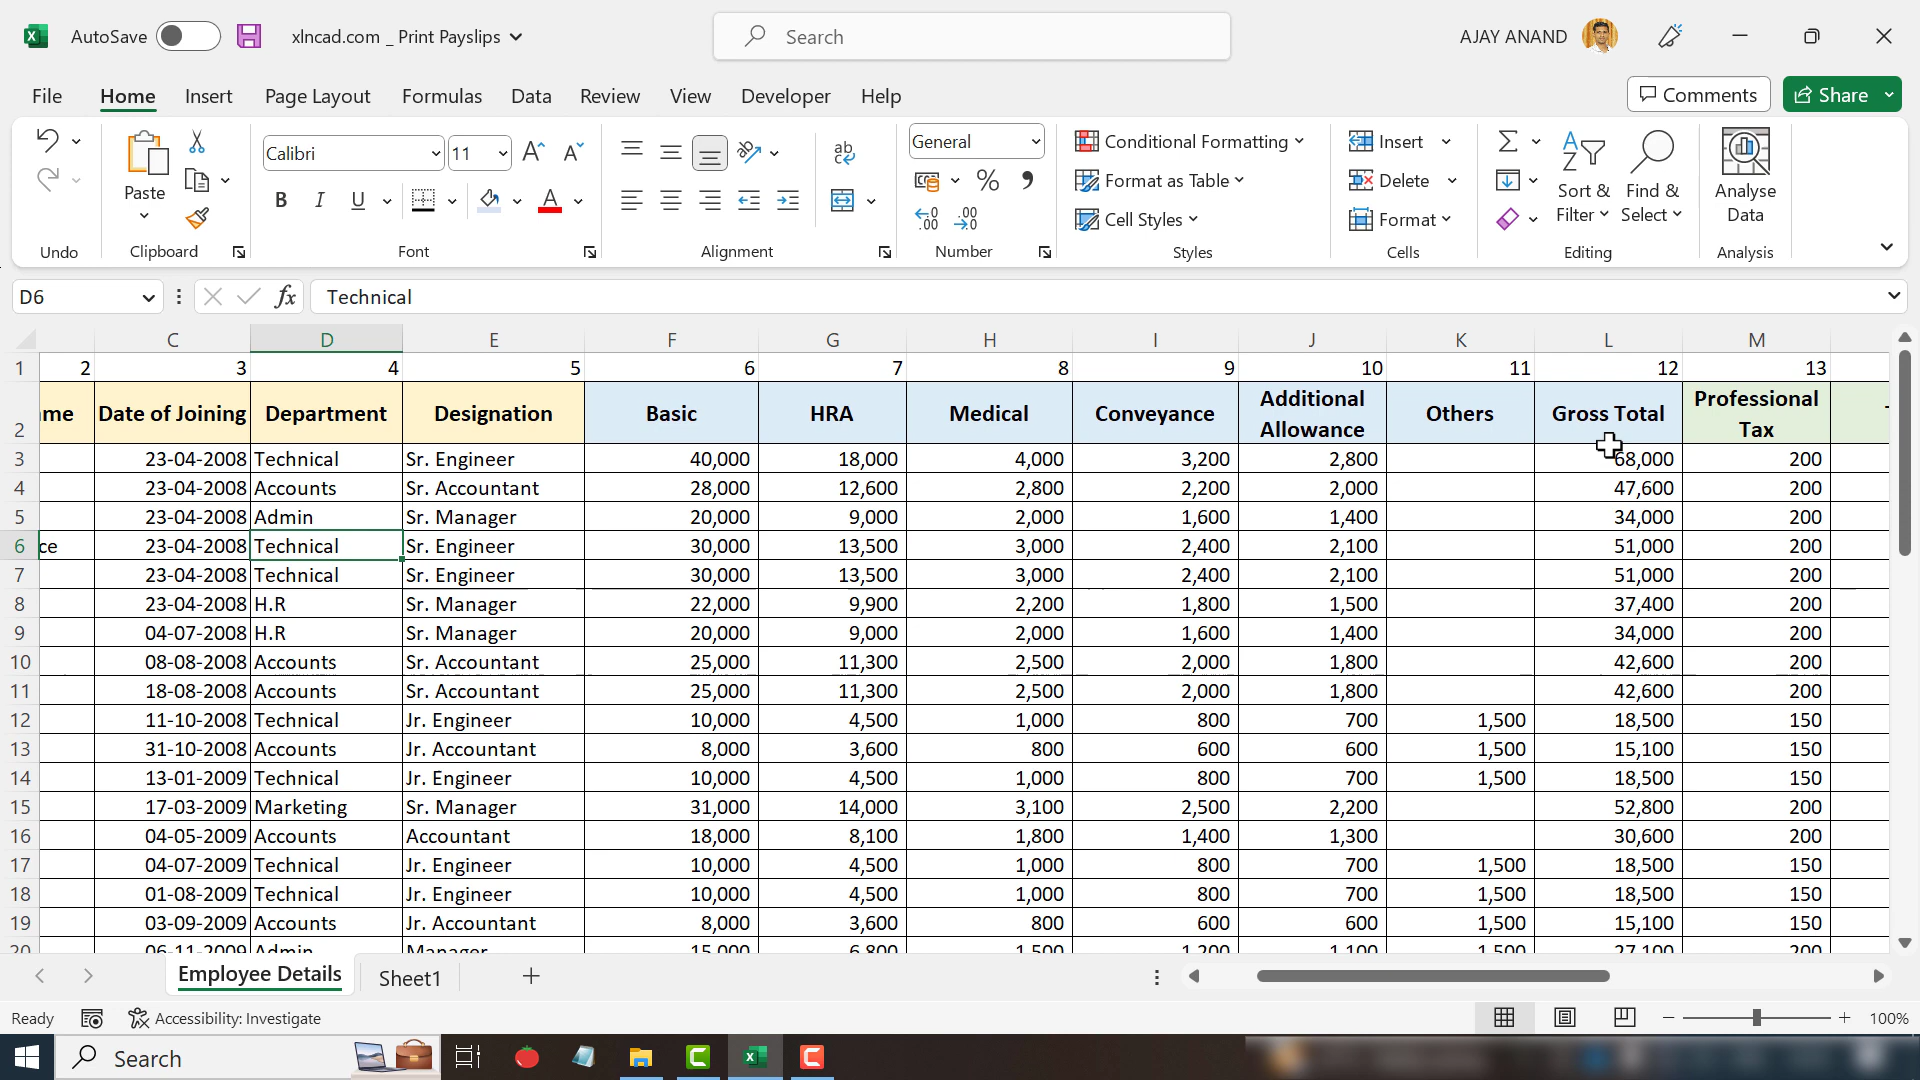 AutoSave
xlncad.com _ Print Payslips
Search
AJAY ANAND
File Home Insert Page Layout Formulas Data Review View Developer Help
Comments
Share
Paste
Calibri 11
B I U
General
Conditional Formatting
Format as Table
Cell Styles
Insert
Delete
Format
Sort & Filter
Find & Select
Analyse Data
Undo Clipboard Font Alignment Number Styles Cells Editing Analysis
D6 fx Technical
C D E F G H I J K L M
1 2 3 4 5 6 7 8 9 10 11 12 13
2 Date of Joining Department Designation Basic HRA Medical Conveyance Additional Allowance Others Gross Total Professional Tax
3 23-04-2008 Technical Sr. Engineer 40,000 18,000 4,000 3,200 2,800 68,000 200
4 23-04-2008 Accounts Sr. Accountant 28,000 12,600 2,800 2,200 2,000 47,600 200
5 23-04-2008 Admin Sr. Manager 20,000 9,000 2,000 1,600 1,400 34,000 200
6 ce 23-04-2008 Technical Sr. Engineer 30,000 13,500 3,000 2,400 2,100 51,000 200
7 23-04-2008 Technical Sr. Engineer 30,000 13,500 3,000 2,400 2,100 51,000 200
8 23-04-2008 H.R Sr. Manager 22,000 9,900 2,200 1,800 1,500 37,400 200
9 04-07-2008 H.R Sr. Manager 20,000 9,000 2,000 1,600 1,400 34,000 200
10 08-08-2008 Accounts Sr. Accountant 25,000 11,300 2,500 2,000 1,800 42,600 200
11 18-08-2008 Accounts Sr. Accountant 25,000 11,300 2,500 2,000 1,800 42,600 200
12 11-10-2008 Technical Jr. Engineer 10,000 4,500 1,000 800 700 1,500 18,500 150
13 31-10-2008 Accounts Jr. Accountant 8,000 3,600 800 600 600 1,500 15,100 150
14 13-01-2009 Technical Jr. Engineer 10,000 4,500 1,000 800 700 1,500 18,500 150
15 17-03-2009 Marketing Sr. Manager 31,000 14,000 3,100 2,500 2,200 52,800 200
16 04-05-2009 Accounts Accountant 18,000 8,100 1,800 1,400 1,300 30,600 200
17 04-07-2009 Technical Jr. Engineer 10,000 4,500 1,000 800 700 1,500 18,500 150
18 01-08-2009 Technical Jr. Engineer 10,000 4,500 1,000 800 700 1,500 18,500 150
19 03-09-2009 Accounts Jr. Accountant 8,000 3,600 800 600 600 1,500 15,100 150
20 06-11-2009 Admin Manager 15,000 6,800 1,500 1,200 1,100 1,500 27,100 200
Employee Details Sheet1
Ready Accessibility: Investigate 100%
Search